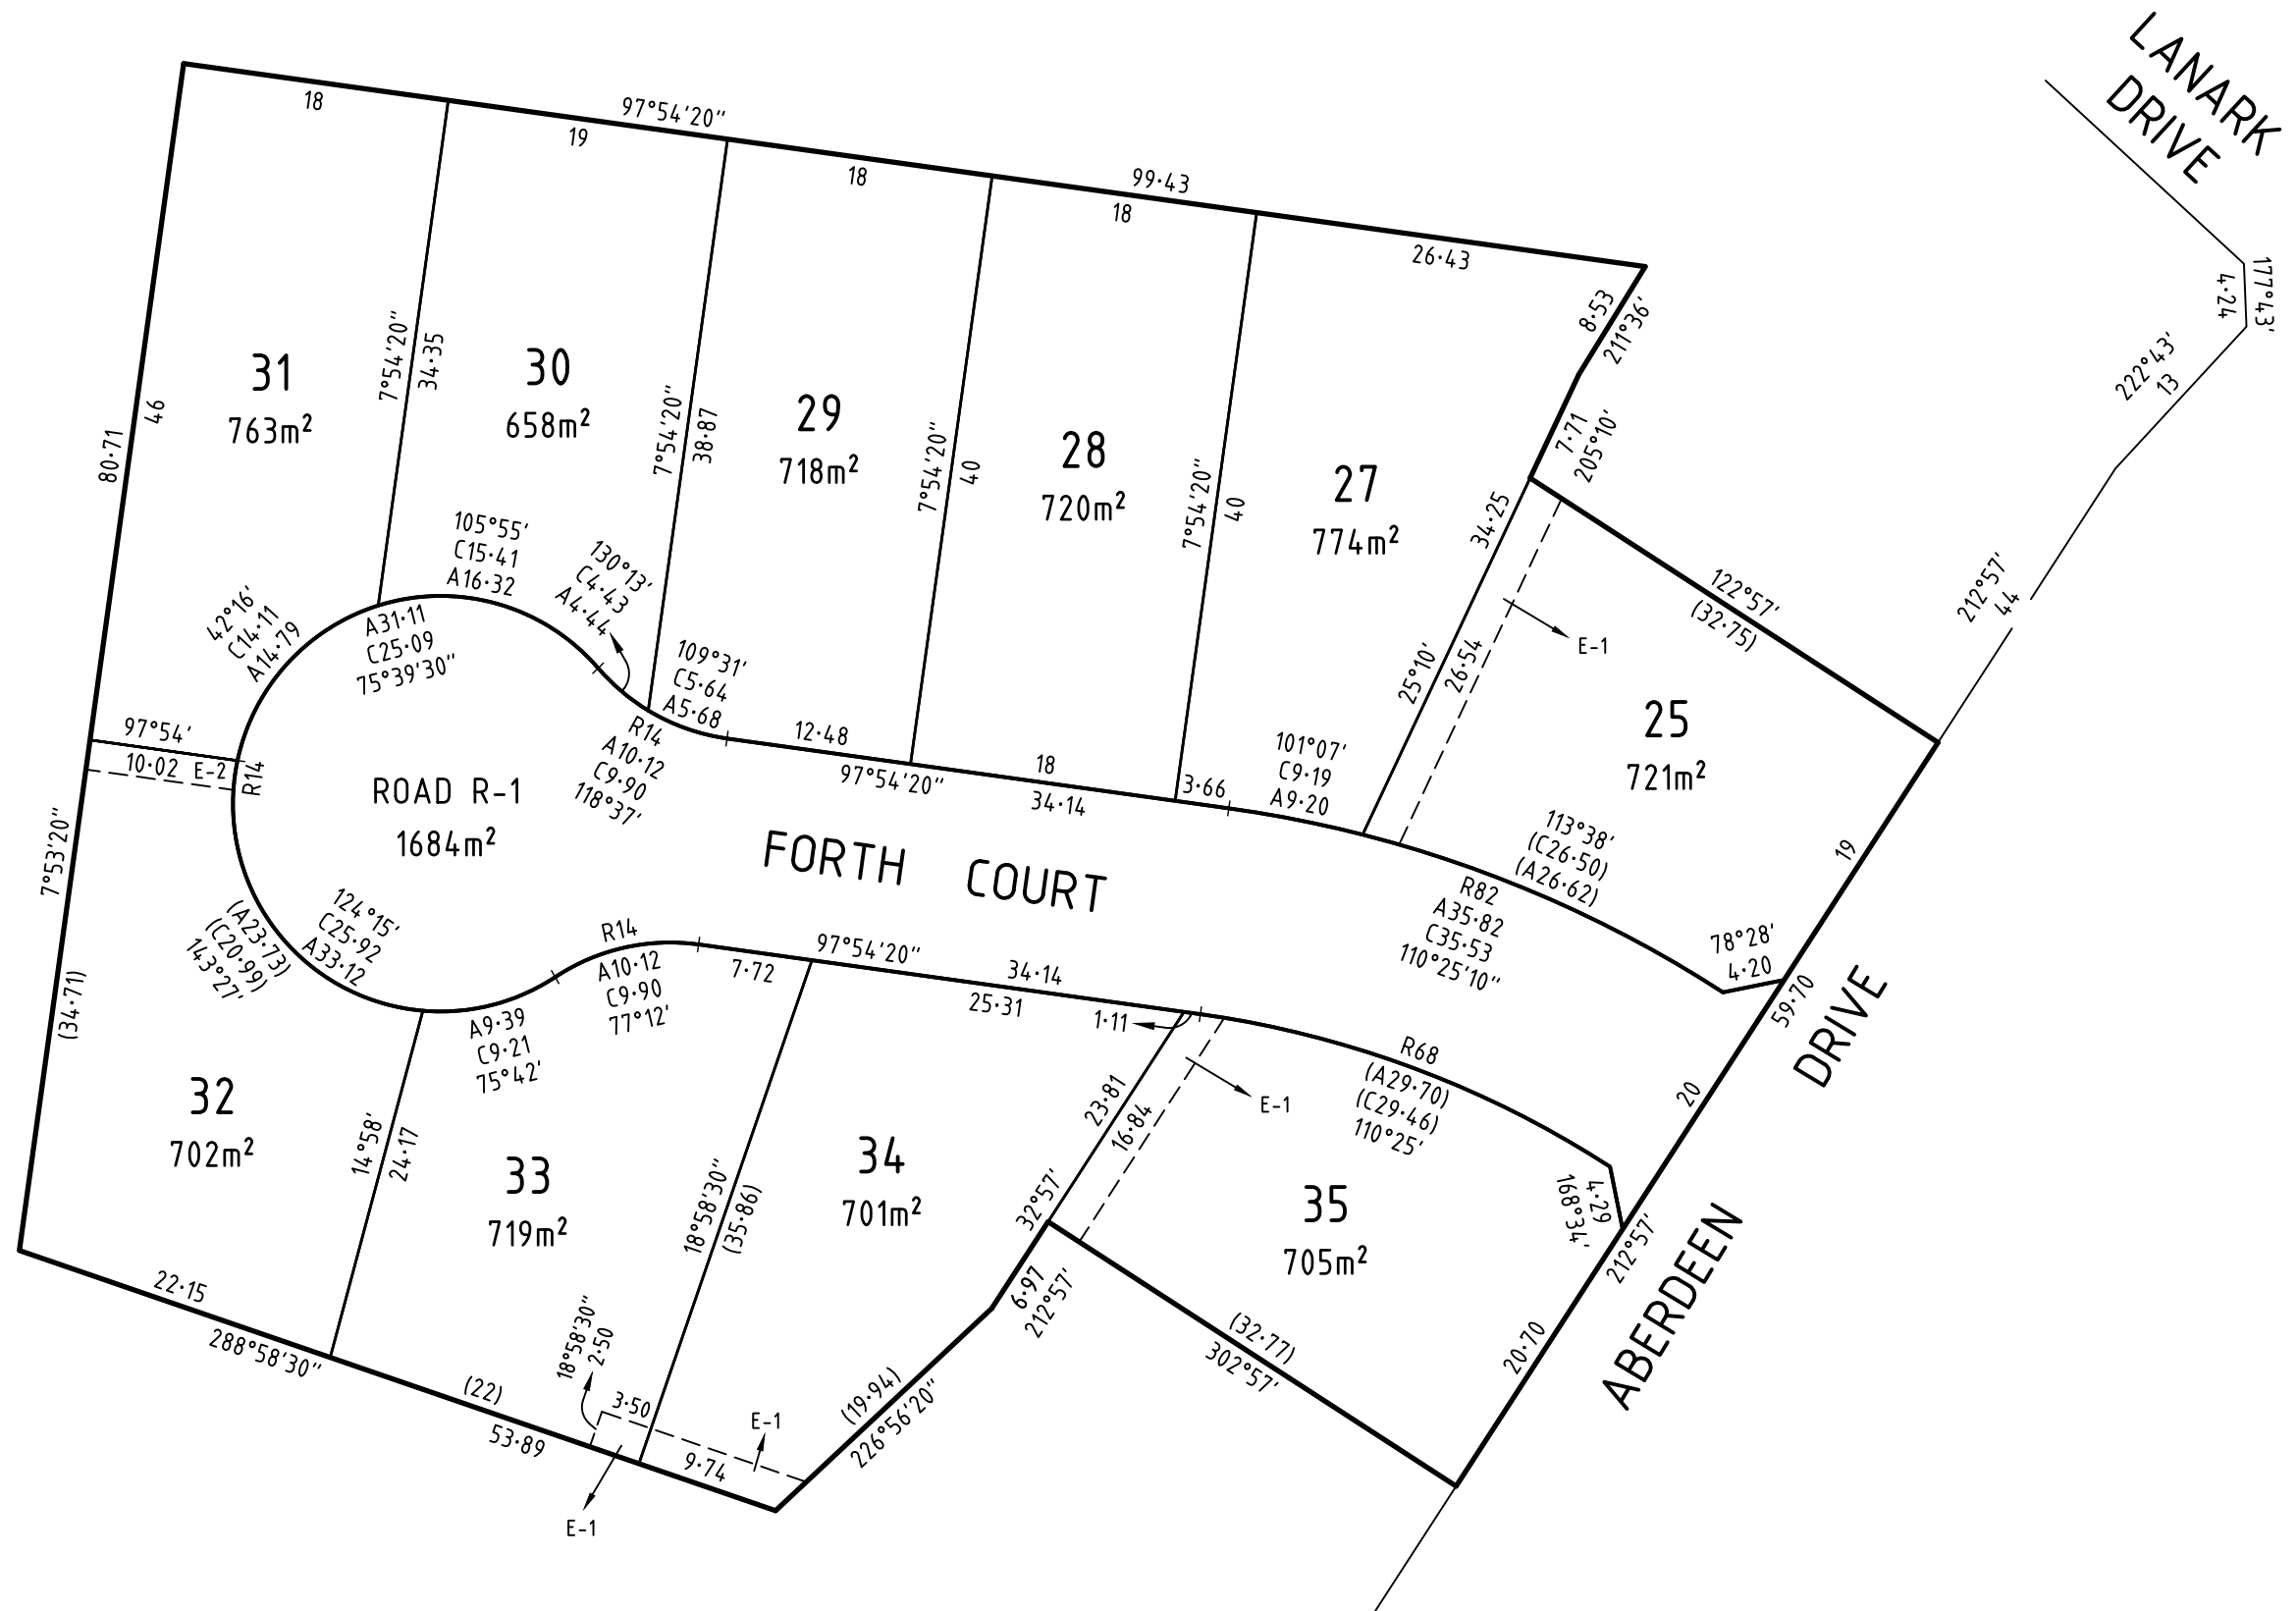 LANARK
DRIVE
177°43'
4·24
222°43'
13
212°57'
44
18
97°54'20"
19
18
99·43
18
26·43
8·53
211°36'
7·71
205°10'
80·71
46
31
763m²
7°54'20"
34·35
30
658m²
7°54'20"
38·87
29
718m²
7°54'20"
40
28
720m²
7°54'20"
40
27
774m²
34·25
25°10'
26·54
E-1
122°57'
(32·75)
25
721m²
19
105°55'
C15·41
A16·32
130°13'
C4·43
A4·44
42°16'
C14·11
A14·79
A31·11
C25·09
75°39'30"
109°31'
C5·64
A5·68
R14
A10·12
C9·90
118°37'
12·48
97°54'20"
18
34·14
3·66
101°07'
C9·19
A9·20
113°38'
(C26·50)
(A26·62)
R82
A35·82
C35·53
110°25'10"
78°28'
4·20
97°54'
10·02
E-2
R14
ROAD R-1
1684m²
FORTH COURT
7°53'20"
(34·71)
124°15'
C25·92
A33·12
(A23·73)
(C20·99)
143°27'
R14
A10·12
C9·90
77°12'
A9·39
C9·21
75°42'
7·72
97°54'20"
34·14
25·31
1·11
E-1
R68
(A29·70)
(C29·46)
110°25'
59·70
DRIVE
20
4·29
168°34'
212°57'
ABERDEEN
20·70
32
702m²
14°58'
24·17
33
719m²
18°58'30"
(35·86)
34
701m²
23·81
16·84
32°57'
35
705m²
6·97
212°57'
(32·77)
302°57'
22·15
288°58'30"
(22)
53·89
18°58'30"
2·50
3·50
E-1
9·74
E-1
(19·94)
226°56'20"